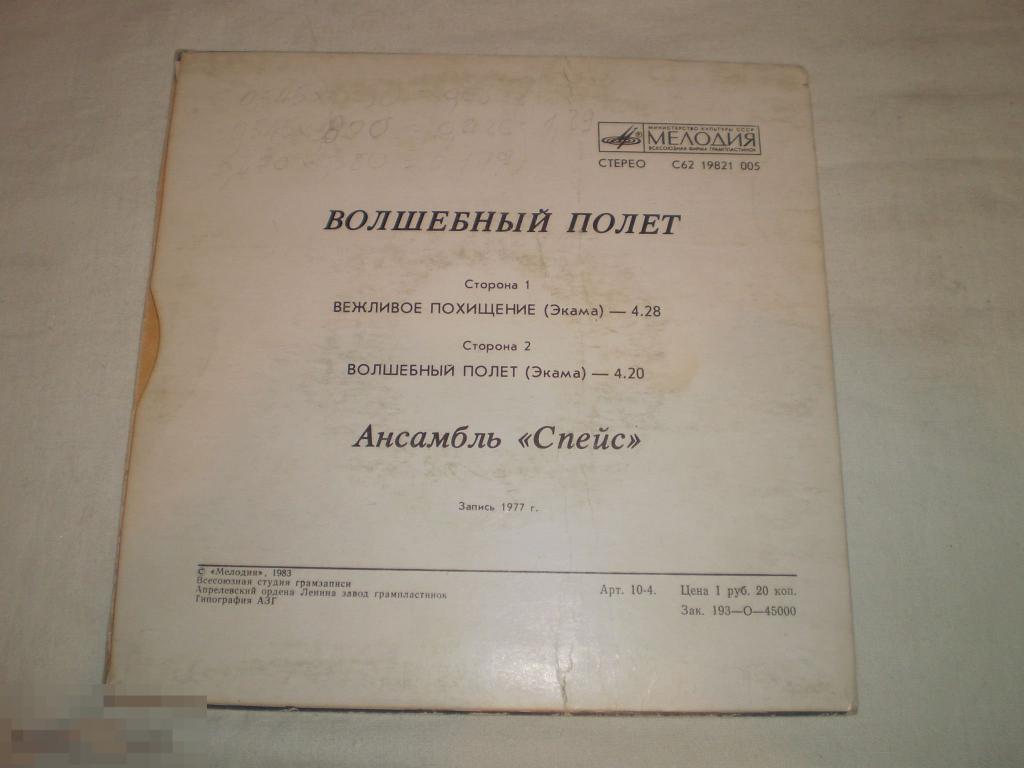 МИНИСТЕРСТВО КУЛЬТУРЫ СССР
МЕЛОДИЯ
ВСЕСОЮЗНАЯ ФИРМА ГРАМПЛАСТИНОК
СТЕРЕО С62 19821 005
ВОЛШЕБНЫЙ ПОЛЕТ
Сторона 1
ВЕЖЛИВОЕ ПОХИЩЕНИЕ (Экама) — 4.28
Сторона 2
ВОЛШЕБНЫЙ ПОЛЕТ (Экама) — 4.20
Ансамбль «Спейс»
Запись 1977 г.
© «Мелодия», 1983
Всесоюзная студия грамзаписи
Апрелевский ордена Ленина завод грампластинок
Типография АЗГ
Арт. 10-4. Цена 1 руб. 20 коп.
Зак. 193—О—45000